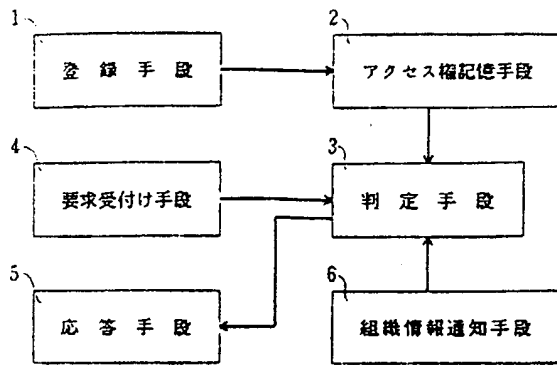 1
登録手段
2
アクセス権記憶手段
4
要求受付け手段
3
判定手段
5
応答手段
6
組織情報通知手段